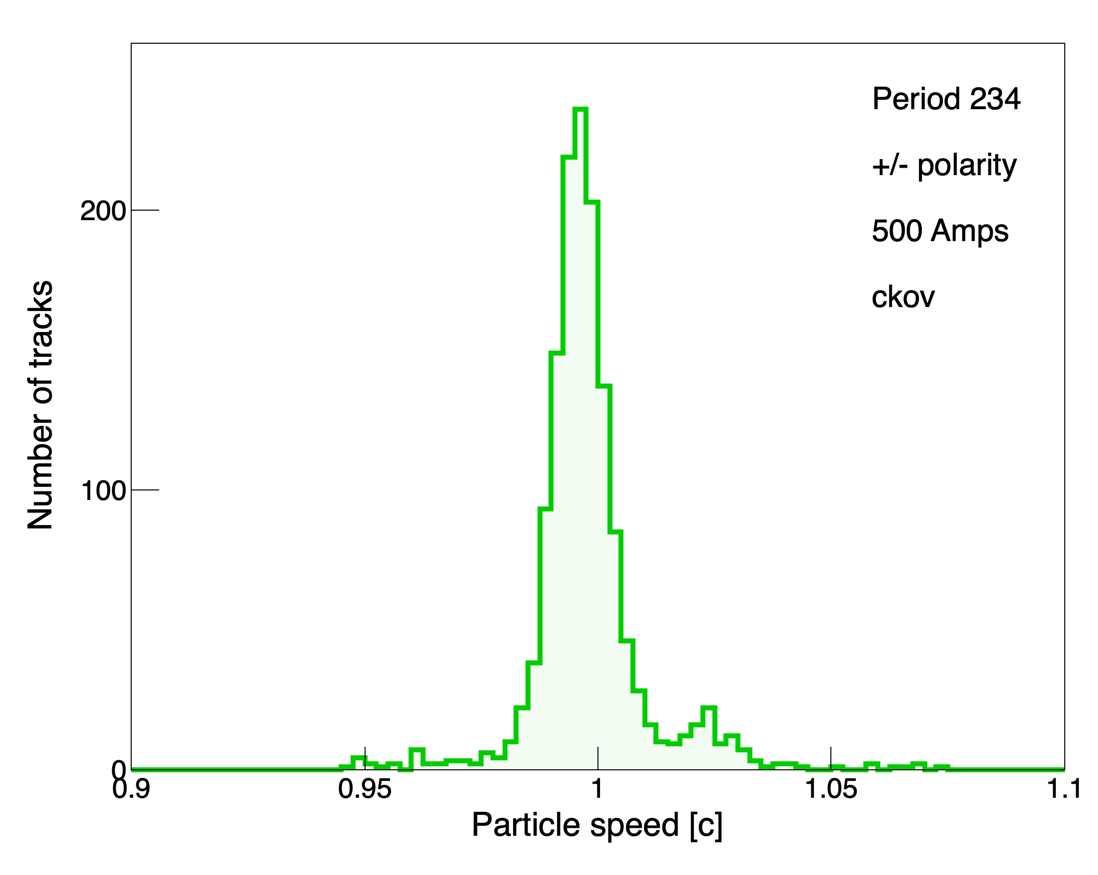 Period 234
+/- polarity
500 Amps
ckov
Number of tracks
200
100
0
0.9 0.95 1 1.05 1.1
Particle speed [c]